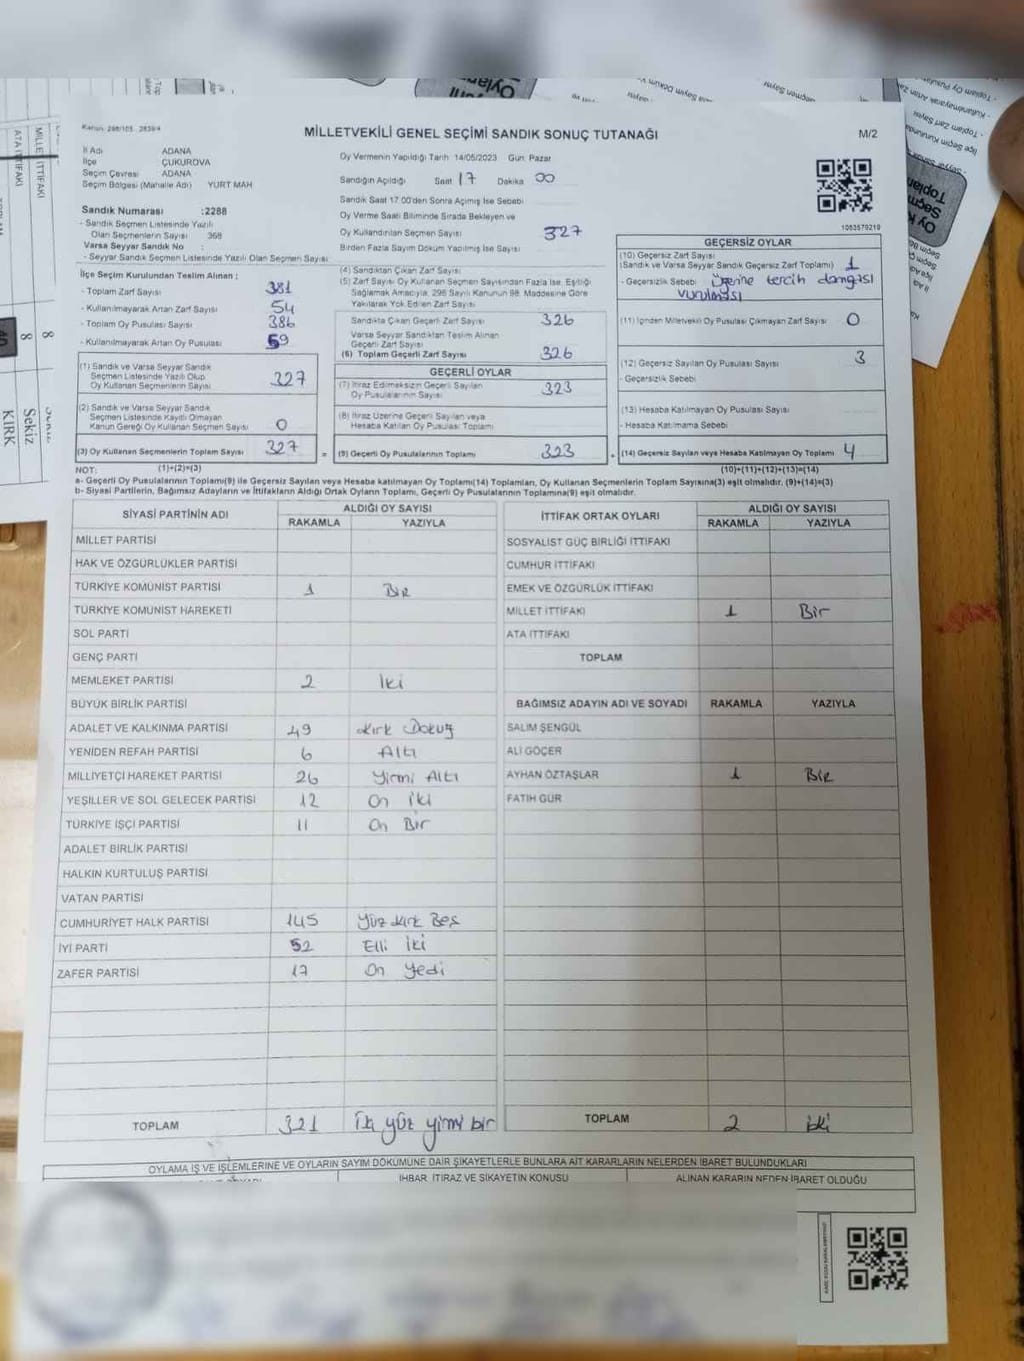 Kanun: 298/105, 2839/4
MİLLETVEKİLİ GENEL SEÇİMİ SANDIK SONUÇ TUTANAĞI
M/2
İl Adı ADANA
İlçe ÇUKUROVA
Seçim Çevresi ADANA
Seçim Bölgesi (Mahalle Adı) YURT MAH
Sandık Numarası :2288
- Sandık Seçmen Listesinde Yazılı
Olan Seçmenlerin Sayısı 368
Varsa Seyyar Sandık No :
- Seyyar Sandık Seçmen Listesinde Yazılı Olan Seçmen Sayısı
Oy Vermenin Yapıldığı Tarih 14/05/2023 Gün: Pazar
Sandığın Açıldığı Saat 17 Dakika 00
Sandık Saat 17.00'den Sonra Açılmış İse Sebebi
Oy Verme Saati Bitiminde Sırada Bekleyen ve
Oy Kullandırılan Seçmen Sayısı 327
Birden Fazla Sayım Döküm Yapılmış İse Sayısı
1083579219
İlçe Seçim Kurulundan Teslim Alınan :
- Toplam Zarf Sayısı 381
- Kullanılmayarak Artan Zarf Sayısı 54
- Toplam Oy Pusulası Sayısı 386
- Kullanılmayarak Artan Oy Pusulası 59
(1) Sandık ve Varsa Seyyar Sandık
Seçmen Listesinde Yazılı Olup
Oy Kullanan Seçmenlerin Sayısı 327
(2) Sandık ve Varsa Seyyar Sandık
Seçmen Listesinde Kayıtlı Olmayan
Kanun Gereği Oy Kullanan Seçmen Sayısı 0
(3) Oy Kullanan Seçmenlerin Toplam Sayısı 327 =
(4) Sandıktan Çıkan Zarf Sayısı
(5) Zarf Sayısı Oy Kullanan Seçmen Sayısından Fazla İse, Eşitliği
Sağlamak Amacıyla, 298 Sayılı Kanunun 98. Maddesine Göre
Yakılarak Yok Edilen Zarf Sayısı
Sandıkta Çıkan Geçerli Zarf Sayısı 326
Varsa Seyyar Sandıktan Teslim Alınan
Geçerli Zarf Sayısı
(6) Toplam Geçerli Zarf Sayısı 326
GEÇERLİ OYLAR
(7) İtiraz Edilmeksizin Geçerli Sayılan
Oy Pusulalarının Sayısı 323
(8) İtiraz Üzerine Geçerli Sayılan veya
Hesaba Katılan Oy Pusulası Toplamı
(9) Geçerli Oy Pusulalarının Toplamı 323 +
GEÇERSİZ OYLAR
(10) Geçersiz Zarf Sayısı
(Sandık ve Varsa Seyyar Sandık Geçersiz Zarf Toplamı) 1
- Geçersizlik Sebebi Üzerine tercih damgası
vurulması
(11) İçinden Milletvekili Oy Pusulası Çıkmayan Zarf Sayısı 0
(12) Geçersiz Sayılan Oy Pusulası Sayısı 3
- Geçersizlik Sebebi
(13) Hesaba Katılmayan Oy Pusulası Sayısı
- Hesaba Katılmama Sebebi
(14) Geçersiz Sayılan veya Hesaba Katılmayan Oy Toplamı 4
NOT: (1)+(2)=(3) (10)+(11)+(12)+(13)=(14)
a- Geçerli Oy Pusulalarının Toplamı(9) ile Geçersiz Sayılan veya Hesaba katılmayan Oy Toplamı(14) Toplamları, Oy Kullanan Seçmenlerin Toplam Sayısına(3) eşit olmalıdır. (9)+(14)=(3)
b- Siyasi Partilerin, Bağımsız Adayların ve İttifakların Aldığı Ortak Oyların Toplamı, Geçerli Oy Pusulalarının Toplamına(9) eşit olmalıdır.
SİYASİ PARTİNİN ADI ALDIĞI OY SAYISI
RAKAMLA YAZIYLA
MİLLET PARTİSİ
HAK VE ÖZGÜRLÜKLER PARTİSİ
TÜRKİYE KOMÜNİST PARTİSİ 1 Bir
TÜRKİYE KOMÜNİST HAREKETİ
SOL PARTİ
GENÇ PARTİ
MEMLEKET PARTİSİ 2 İki
BÜYÜK BİRLİK PARTİSİ
ADALET VE KALKINMA PARTİSİ 49 Kırk Dokuz
YENİDEN REFAH PARTİSİ 6 Altı
MİLLİYETÇİ HAREKET PARTİSİ 26 Yirmi Altı
YEŞİLLER VE SOL GELECEK PARTİSİ 12 On İki
TÜRKİYE İŞÇİ PARTİSİ 11 On Bir
ADALET BİRLİK PARTİSİ
HALKIN KURTULUŞ PARTİSİ
VATAN PARTİSİ
CUMHURİYET HALK PARTİSİ 145 Yüz Kırk Beş
İYİ PARTİ 52 Elli İki
ZAFER PARTİSİ 17 On Yedi
TOPLAM 321 Üç yüz yirmi bir
İTTİFAK ORTAK OYLARI ALDIĞI OY SAYISI
RAKAMLA YAZIYLA
SOSYALİST GÜÇ BİRLİĞİ İTTİFAKI
CUMHUR İTTİFAKI
EMEK VE ÖZGÜRLÜK İTTİFAKI
MİLLET İTTİFAKI 1 Bir
ATA İTTİFAKI
TOPLAM
BAĞIMSIZ ADAYIN ADI VE SOYADI RAKAMLA YAZIYLA
SALİM ŞENGÜL
ALİ GÖÇER
AYHAN ÖZTAŞLAR 1 Bir
FATİH GÜR
TOPLAM 2 iki
OYLAMA İŞ VE İŞLEMLERİNE VE OYLARIN SAYIM DÖKÜMÜNE DAİR ŞİKAYETLERLE BUNLARA AİT KARARLARIN NELERDEN İBARET BULUNDUKLARI
İHBAR, İTİRAZ VE ŞİKAYETİN KONUSU ALINAN KARARIN NEDEN İBARET OLDUĞU